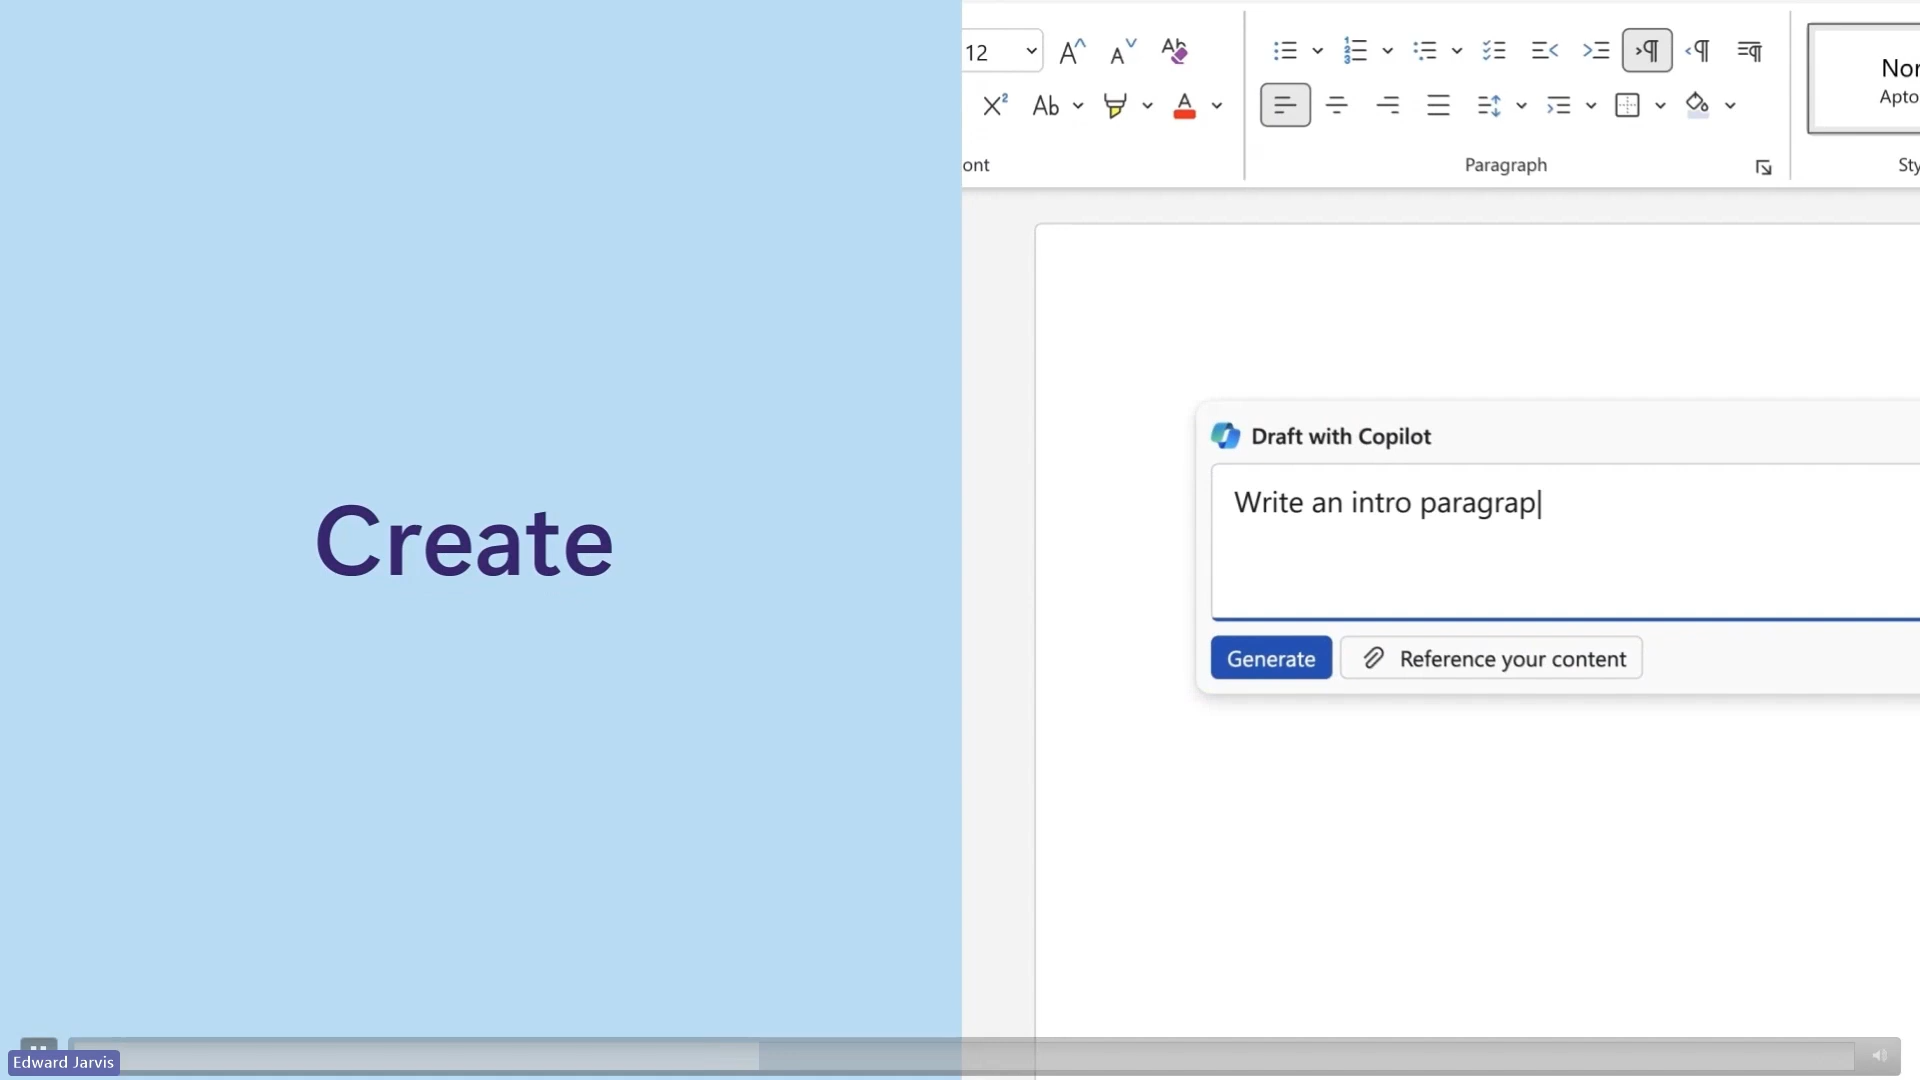 Create
12
ont
Paragraph
Nor
Apto
Sty
Draft with Copilot
Write an intro paragrap
Generate
Reference your content
Edward Jarvis